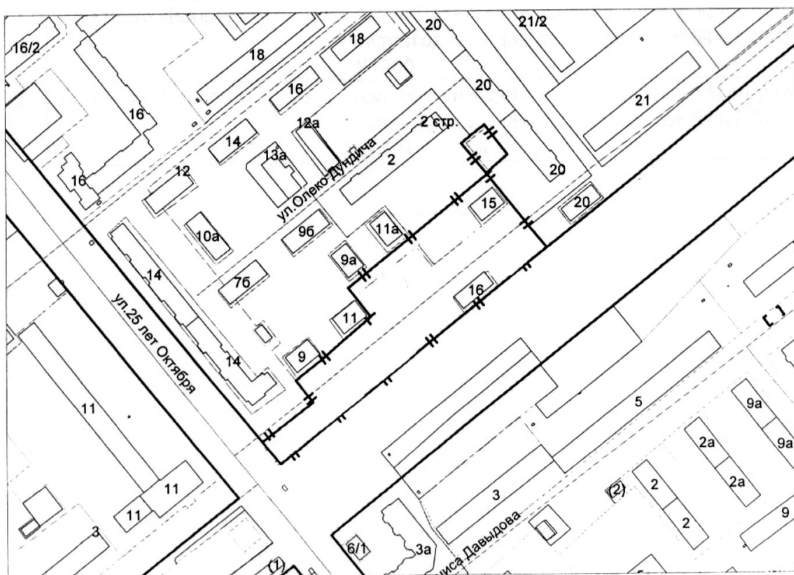 16/2
18
18
20
21/2
16
16
20
21
12а
2 стр.
14
13а
2
12
ул.Олеко Дундича
20
16
10а
9б
11а
15
20
14
9а
7б
16
11
ул.25 лет Октября
14
9
11
5
9а
2а
9а
11
2а
11
3
(2)
2
2
9
3
6/1
3а
(7)